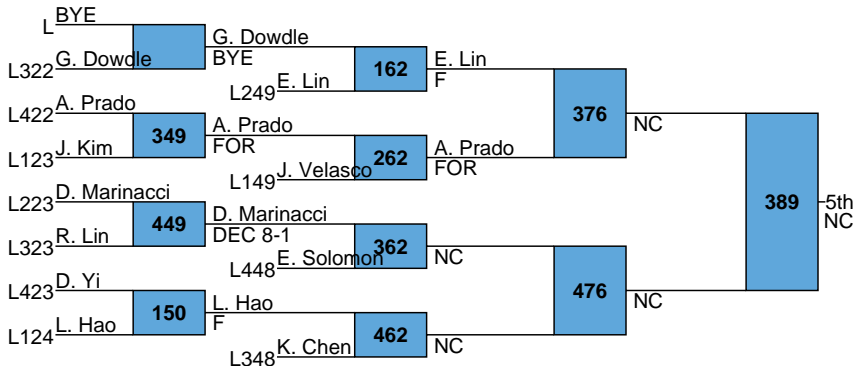 L BYE
L322 G. Dowdle
G. Dowdle
BYE
162
L249 E. Lin
E. Lin
F
376
NC
L422 A. Prado
349
L123 J. Kim
A. Prado
FOR
262
L149 J. Velasco
A. Prado
FOR
389
5th
NC
L223 D. Marinacci
449
L323 R. Lin
D. Marinacci
DEC 8-1
362
L448 E. Solomon
NC
476
NC
L423 D. Yi
150
L124 L. Hao
L. Hao
F
462
L348 K. Chen
NC